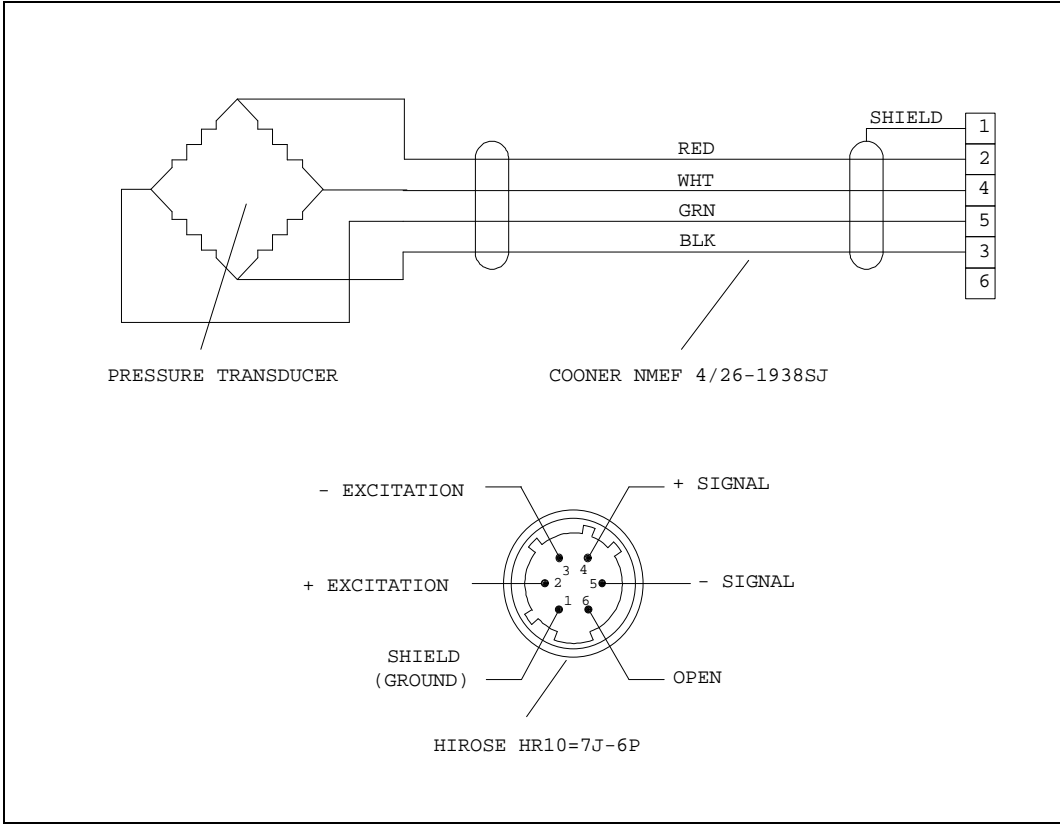 SHIELD
1
RED
2
WHT
4
GRN
5
BLK
3
6
PRESSURE TRANSDUCER
COONER NMEF 4/26-1938SJ
- EXCITATION
+ SIGNAL
3 4
+ EXCITATION
2
5
- SIGNAL
1 6
SHIELD
(GROUND)
OPEN
HIROSE HR10=7J-6P